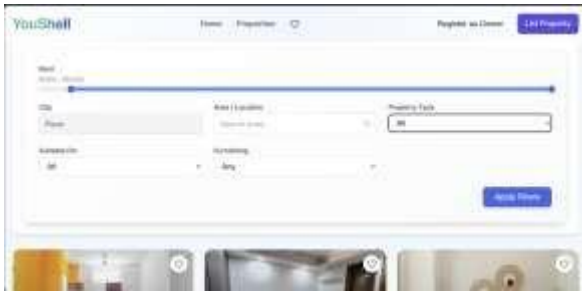 YouShell
Home Properties
Register as Owner
List Property
Rent
City
Area / Location
Property Type
All
Available For
Furnishing
All
Any
Apply Filters